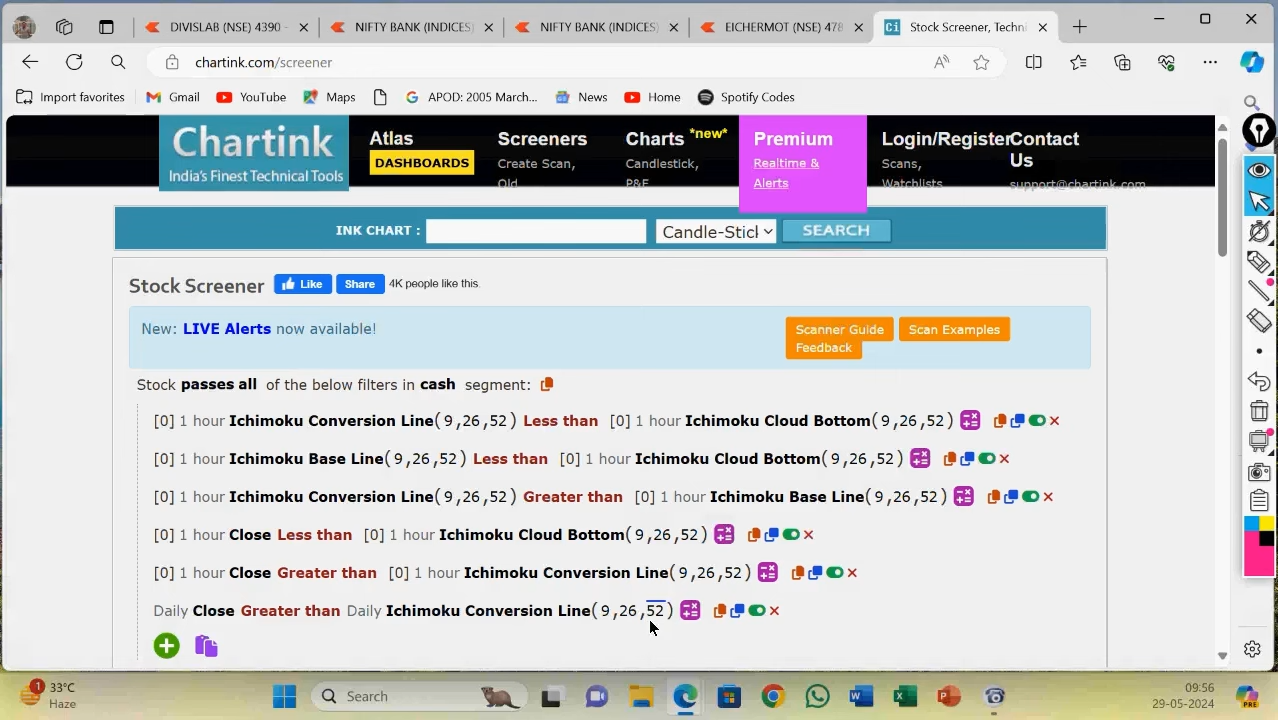 DIVISLAB (NSE) 4390 -
NIFTY BANK (INDICES)
NIFTY BANK (INDICES)
EICHERMOT (NSE) 478
Ci
Stock Screener, Techni
chartink.com/screener
Import favorites
Gmail
YouTube
Maps
APOD: 2005 March...
News
Home
Spotify Codes
Chartink
India's Finest Technical Tools
Atlas
DASHBOARDS
Screeners
Create Scan,
Old
Charts *new*
Candlestick,
P&F
Premium
Realtime &
Alerts
Login/Register
Scans,
Watchlists
Contact
Us
support@chartink.com
INK CHART :
Candle-Stick
SEARCH
Stock Screener
Like
Share
4K people like this.
New: LIVE Alerts now available!
Scanner Guide
Scan Examples
Feedback
Stock passes all of the below filters in cash segment:
[0] 1 hour Ichimoku Conversion Line(9,26,52) Less than [0] 1 hour Ichimoku Cloud Bottom(9,26,52)
[0] 1 hour Ichimoku Base Line(9,26,52) Less than [0] 1 hour Ichimoku Cloud Bottom(9,26,52)
[0] 1 hour Ichimoku Conversion Line(9,26,52) Greater than [0] 1 hour Ichimoku Base Line(9,26,52)
[0] 1 hour Close Less than [0] 1 hour Ichimoku Cloud Bottom(9,26,52)
[0] 1 hour Close Greater than [0] 1 hour Ichimoku Conversion Line(9,26,52)
Daily Close Greater than Daily Ichimoku Conversion Line(9,26,52)
1
33°C
Haze
Search
09:56
29-05-2024
PRE